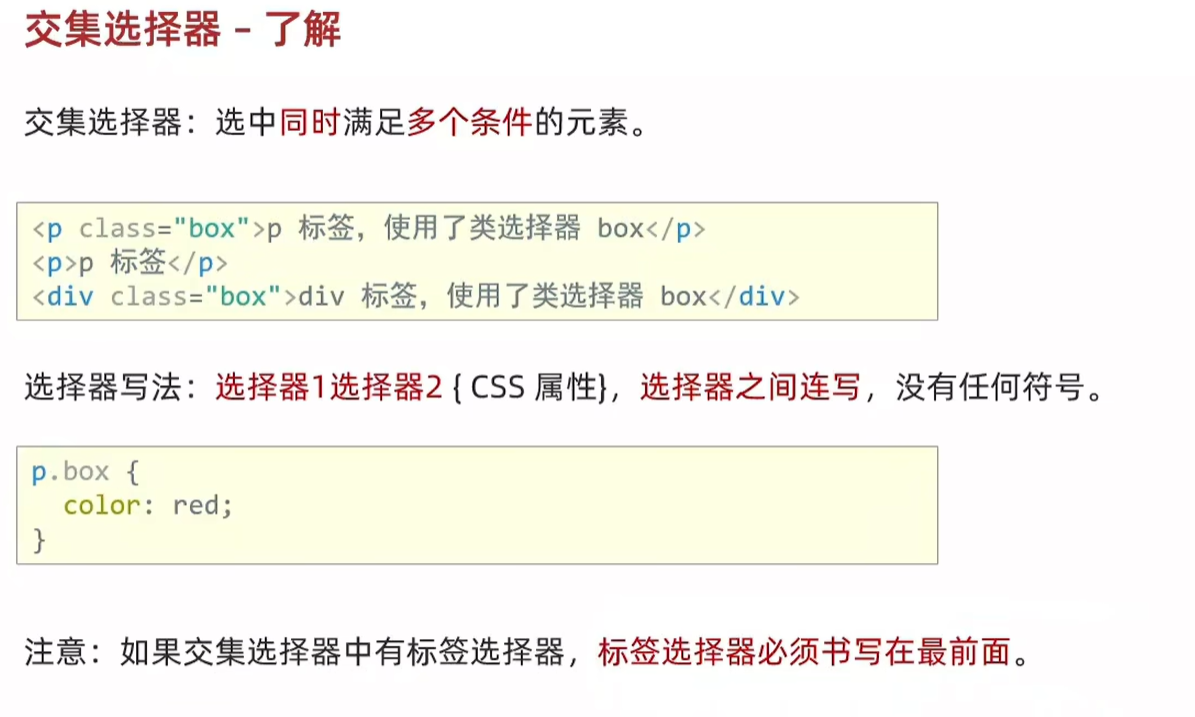 交集选择器 – 了解
交集选择器：选中同时满足多个条件的元素。
<p class="box">p 标签，使用了类选择器 box</p>
<p>p 标签</p>
<div class="box">div 标签，使用了类选择器 box</div>
选择器写法：选择器1选择器2 { CSS 属性}，选择器之间连写，没有任何符号。
p.box {
  color: red;
}
注意：如果交集选择器中有标签选择器，标签选择器必须书写在最前面。